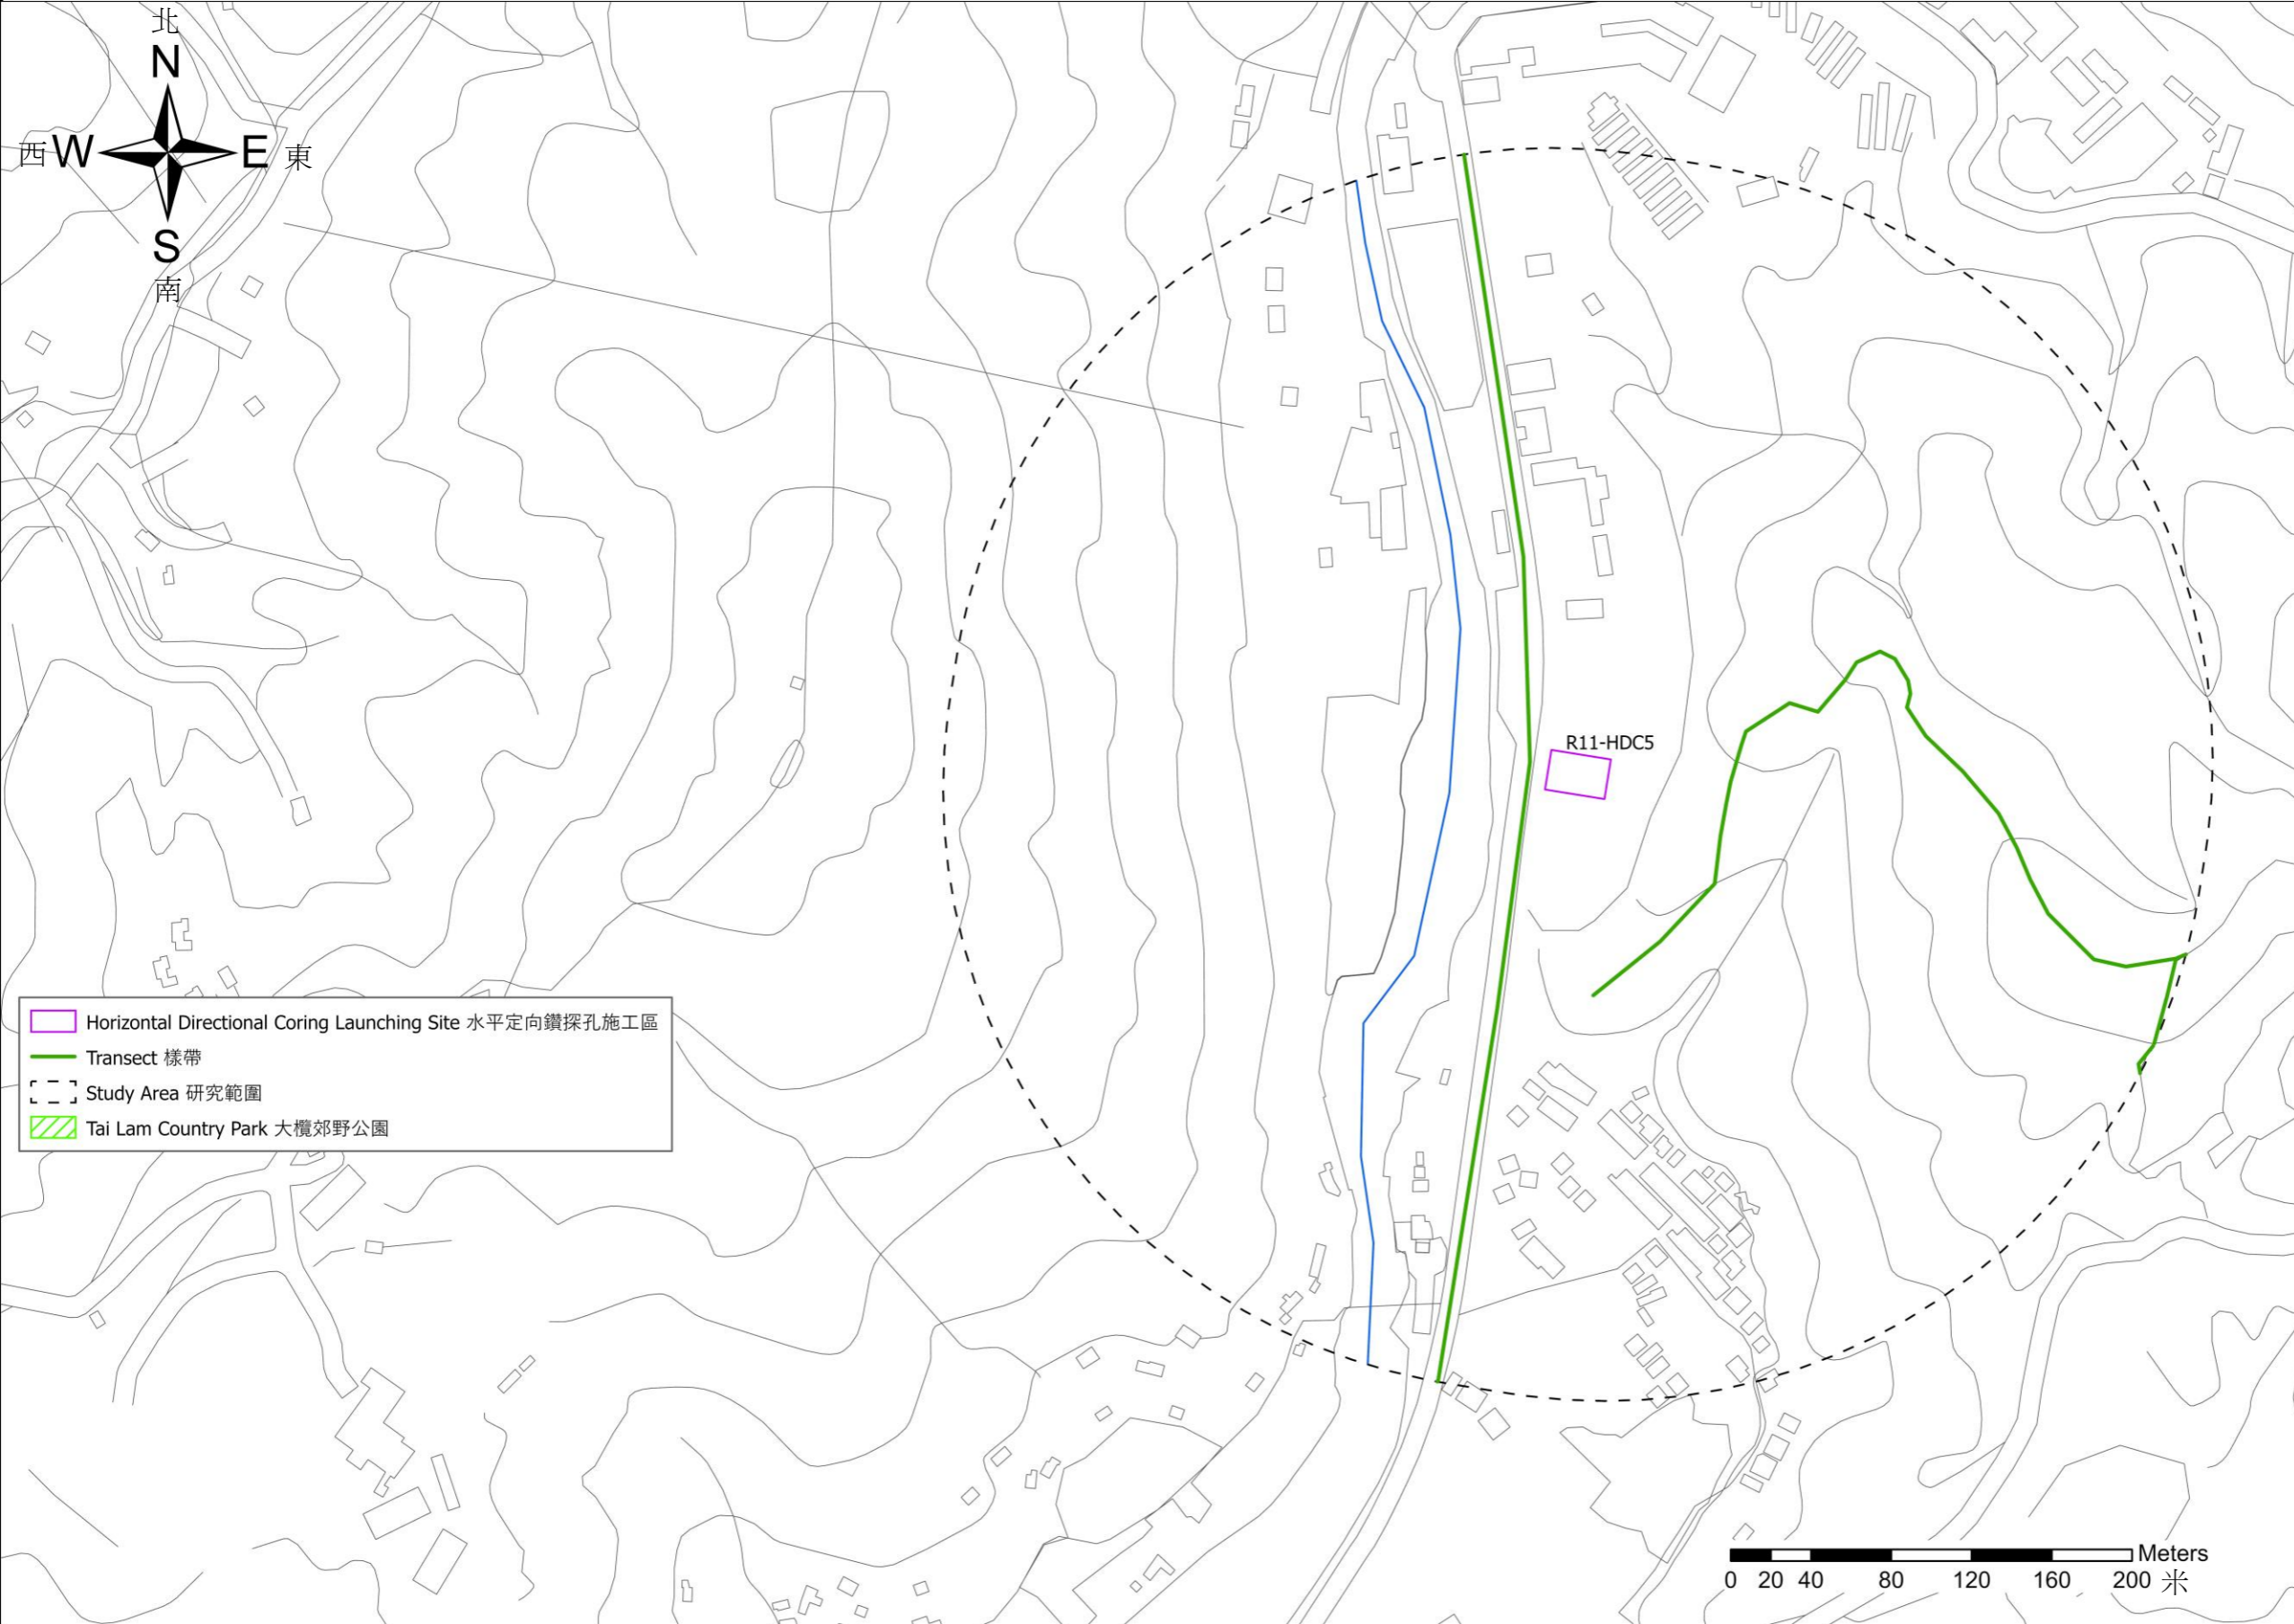 北
N
西 W E 東
S
南
R11-HDC5
Horizontal Directional Coring Launching Site 水平定向鑽探孔施工區
Transect 樣帶
Study Area 研究範圍
Tai Lam Country Park 大欖郊野公園
Meters
0 20 40 80 120 160 200 米